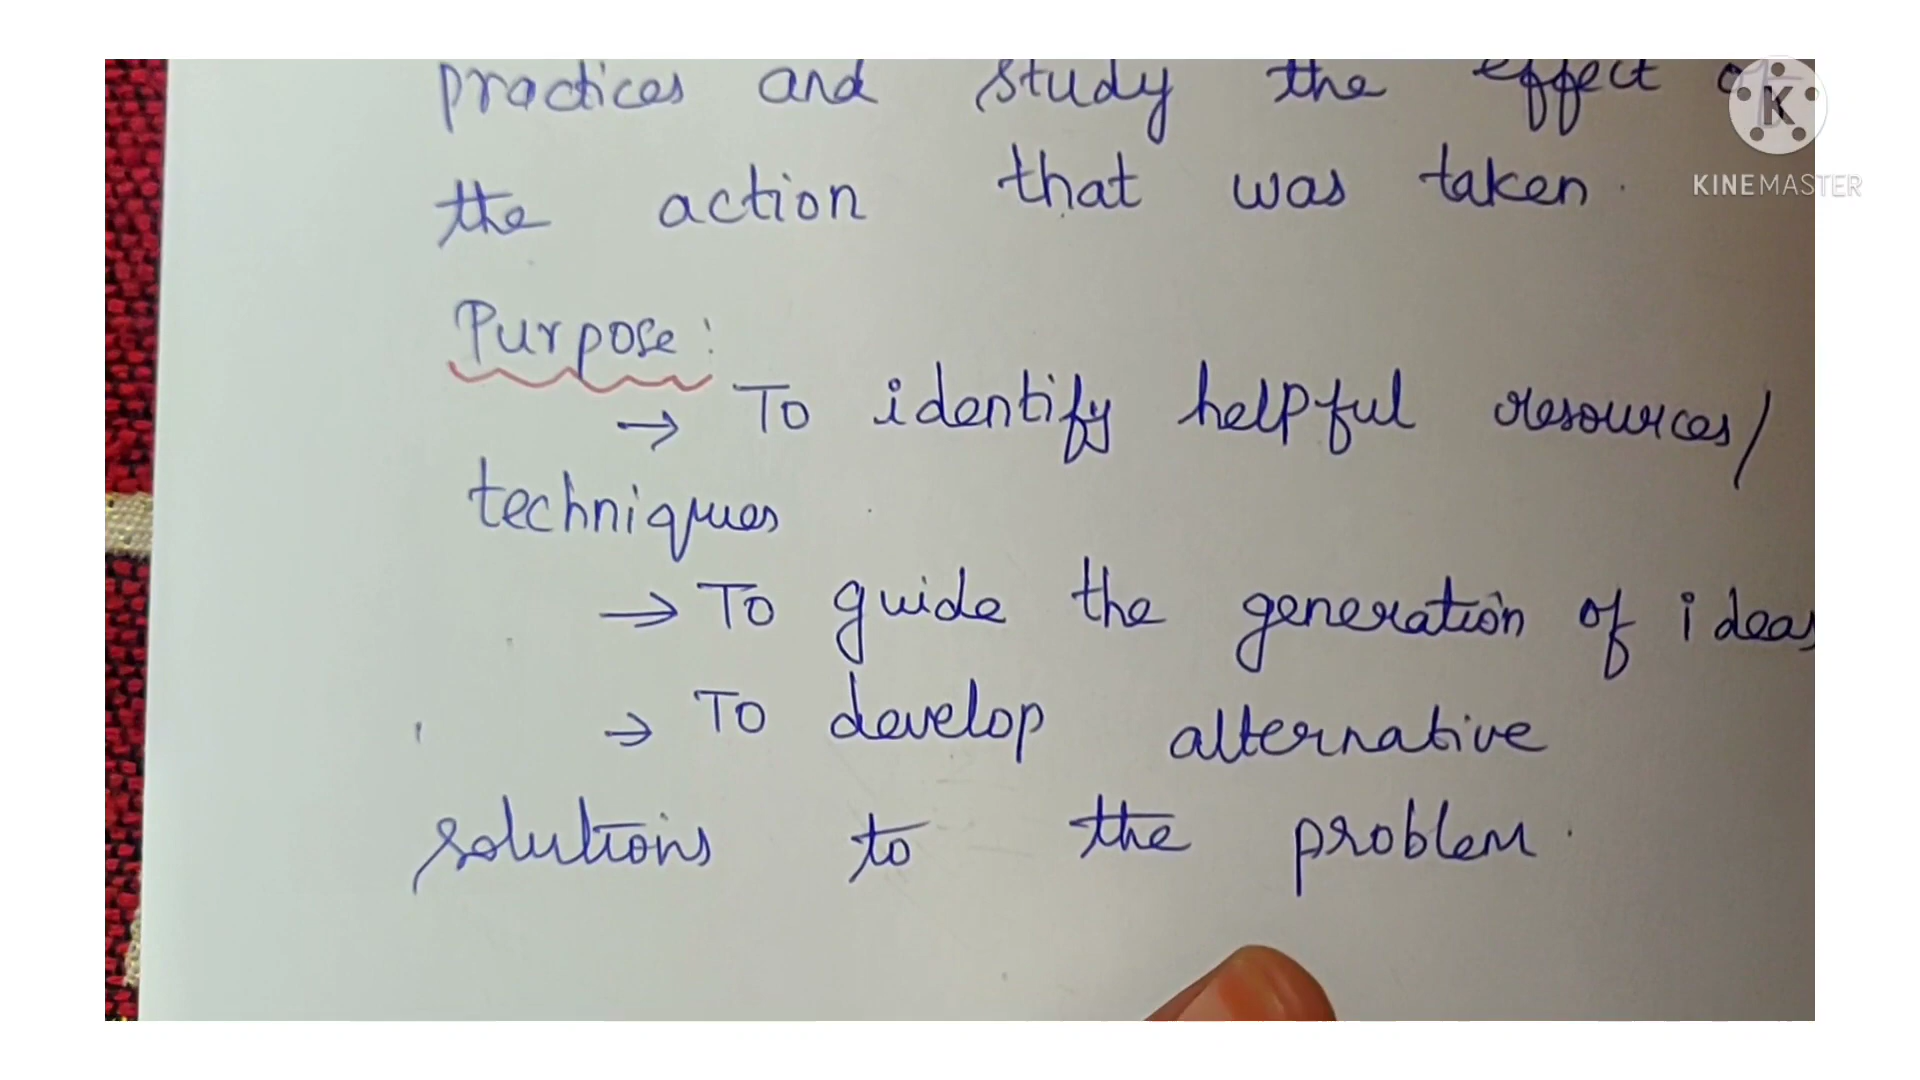 practices and study the effect
the action that was taken.
Purpose:
→ To identify helpful resources/
techniques
→ To guide the generation of ideas
→ To develop alternative
solutions to the problem.
KINEMASTER